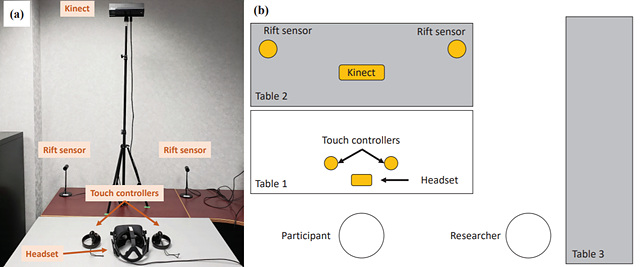 (a)
Kinect
Rift sensor
Rift sensor
Touch controllers
Headset
(b)
Rift sensor
Rift sensor
Kinect
Table 2
Touch controllers
Headset
Table 1
Participant
Researcher
Table 3